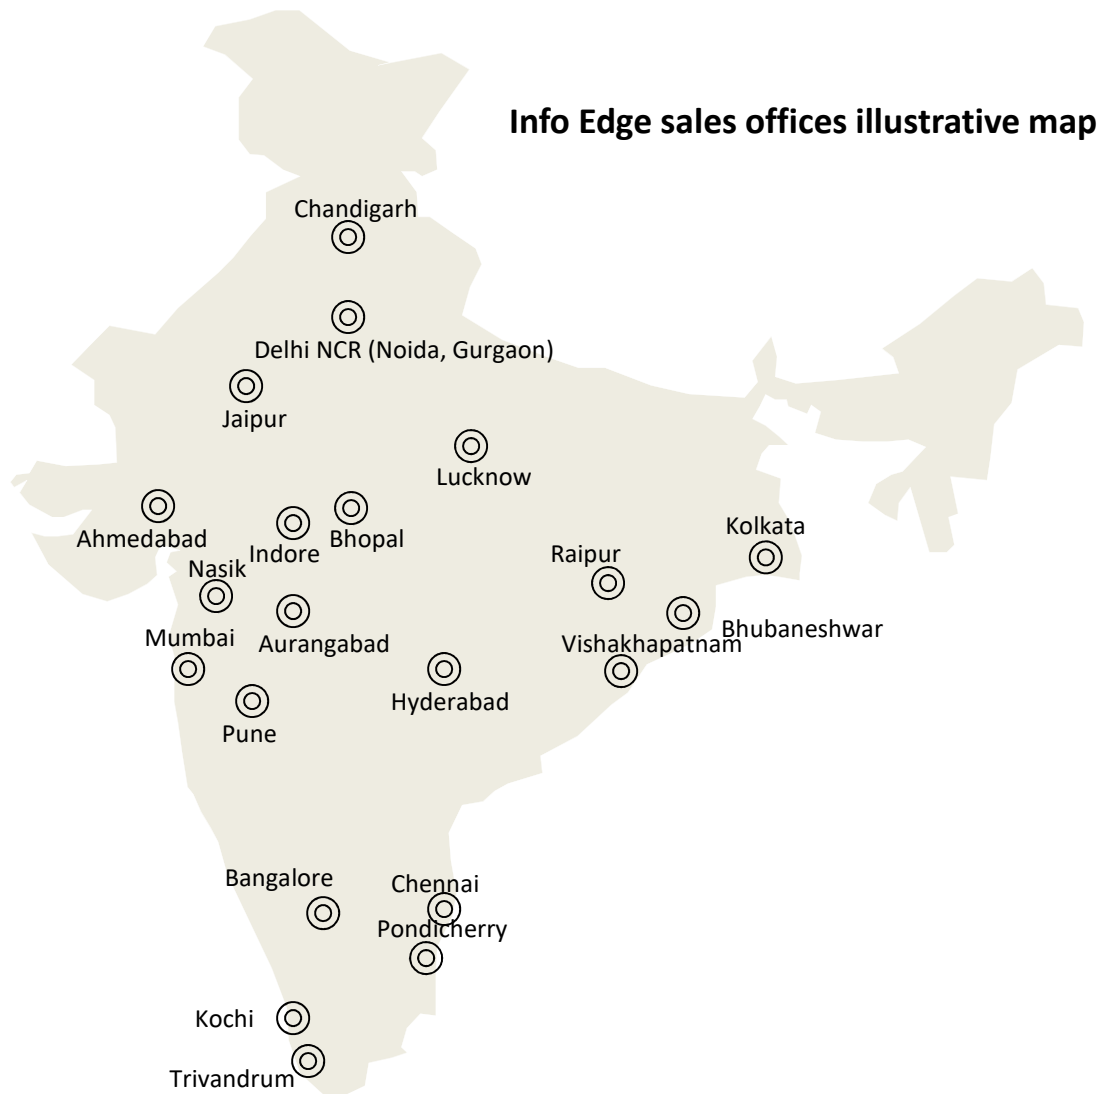 Info Edge sales offices illustrative map
Chandigarh
Delhi NCR (Noida, Gurgaon)
Jaipur
Lucknow
Kolkata
Ahmedabad
Bhopal
Indore
Raipur
Nasik
Bhubaneshwar
Mumbai
Aurangabad
Vishakhapatnam
Hyderabad
Pune
Bangalore
Chennai
Pondicherry
Kochi
Trivandrum